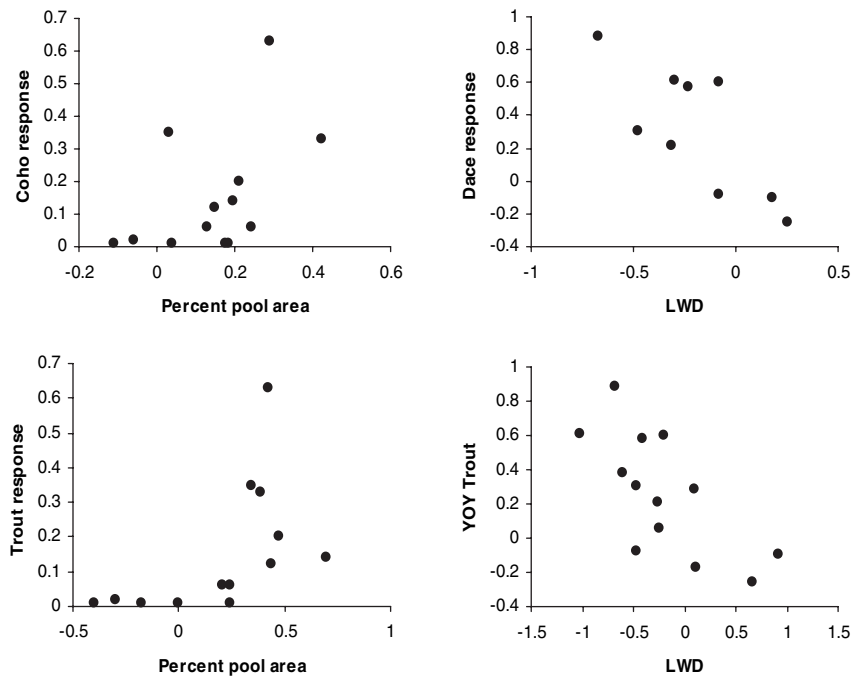 0.7
0.6
0.5
0.4
0.3
0.2
0.1
0
-0.2 0 0.2 0.4 0.6
Coho response
Percent pool area
1
0.8
0.6
0.4
0.2
0
-0.2
-0.4
-1 -0.5 0 0.5
Dace response
LWD
0.7
0.6
0.5
0.4
0.3
0.2
0.1
0
-0.5 0 0.5 1
Trout response
Percent pool area
1
0.8
0.6
0.4
0.2
0
-0.2
-0.4
-1.5 -1 -0.5 0 0.5 1 1.5
YOY Trout
LWD